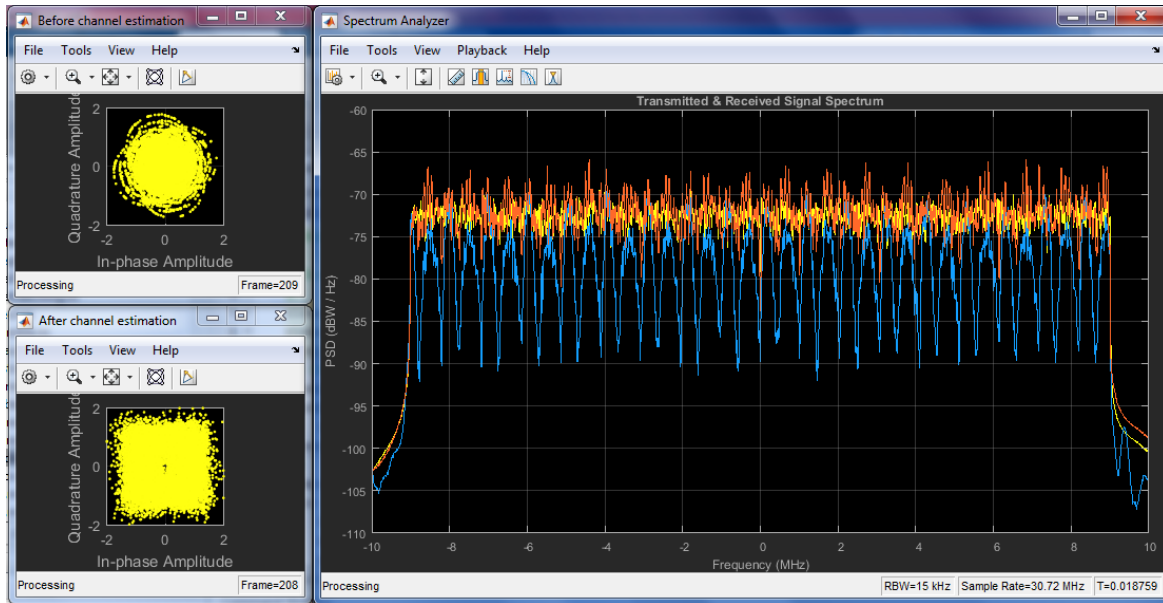 Before channel estimation
File Tools View Help
Quadrature Amplitude
2
0
-2
-2 0 2
In-phase Amplitude
Processing Frame=209
After channel estimation
File Tools View Help
Quadrature Amplitude
2
0
-2
-2 0 2
In-phase Amplitude
Processing Frame=208
Spectrum Analyzer
File Tools View Playback Help
Transmitted & Received Signal Spectrum
PSD (dBW / Hz)
-60
-65
-70
-75
-80
-85
-90
-95
-100
-105
-110
-10 -8 -6 -4 -2 0 2 4 6 8 10
Frequency (MHz)
Processing RBW=15 kHz Sample Rate=30.72 MHz T=0.018759